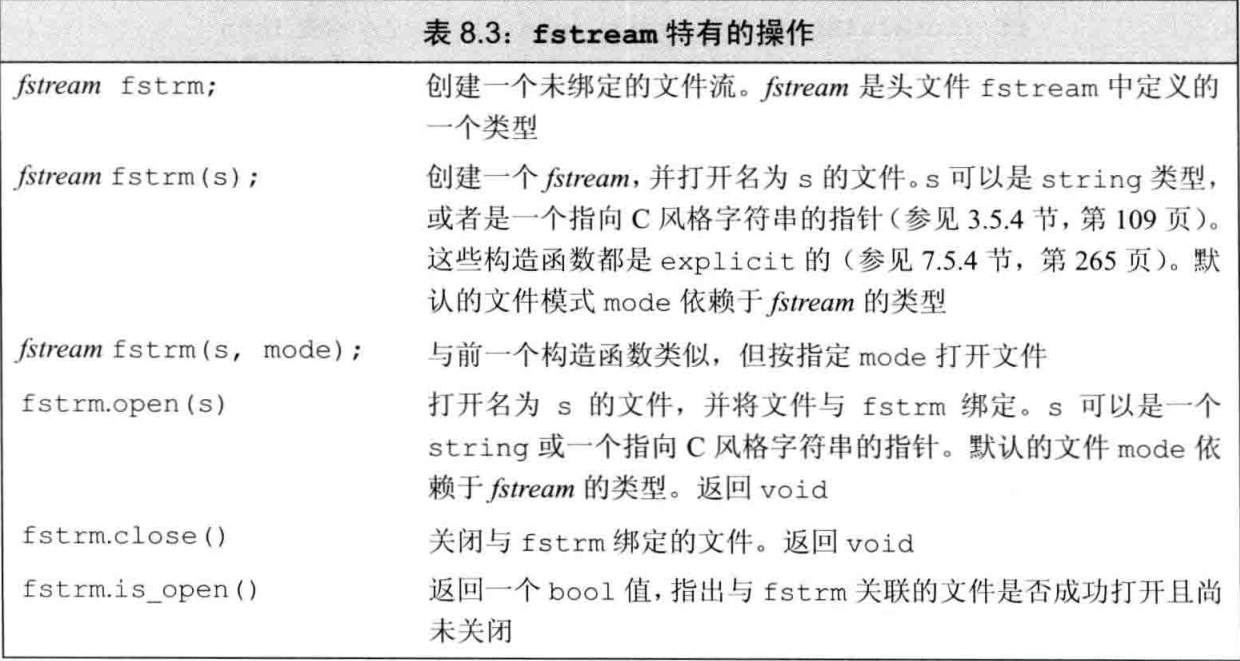 表 8.3：fstream 特有的操作
fstream fstrm; 创建一个未绑定的文件流。fstream 是头文件 fstream 中定义的
一个类型
fstream fstrm(s); 创建一个 fstream，并打开名为 s 的文件。s 可以是 string 类型，
或者是一个指向 C 风格字符串的指针（参见 3.5.4 节，第 109 页）。
这些构造函数都是 explicit 的（参见 7.5.4 节，第 265 页）。默
认的文件模式 mode 依赖于 fstream 的类型
fstream fstrm(s, mode); 与前一个构造函数类似，但按指定 mode 打开文件
fstrm.open(s) 打开名为 s 的文件，并将文件与 fstrm 绑定。s 可以是一个
string 或一个指向 C 风格字符串的指针。默认的文件 mode 依
赖于 fstream 的类型。返回 void
fstrm.close() 关闭与 fstrm 绑定的文件。返回 void
fstrm.is_open() 返回一个 bool 值，指出与 fstrm 关联的文件是否成功打开且尚
未关闭